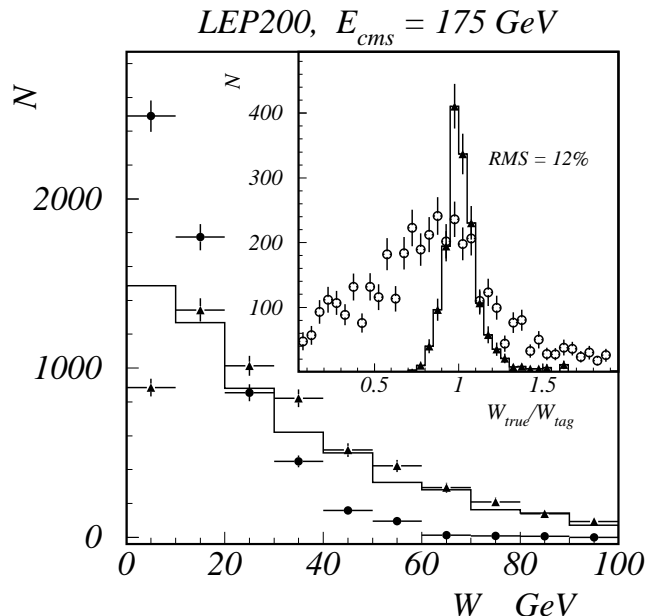 LEP200, E_cms = 175 GeV
N
N
400
300
200
100
RMS = 12%
0.5 1 1.5
W_true/W_tag
2000
1000
0
0 20 40 60 80 100
W GeV